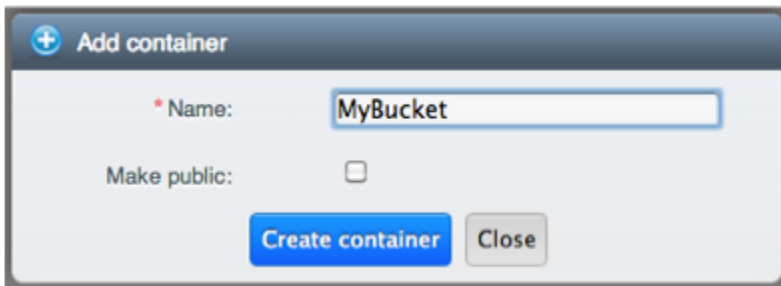 Add container
* Name: MyBucket
Make public:
Create container Close